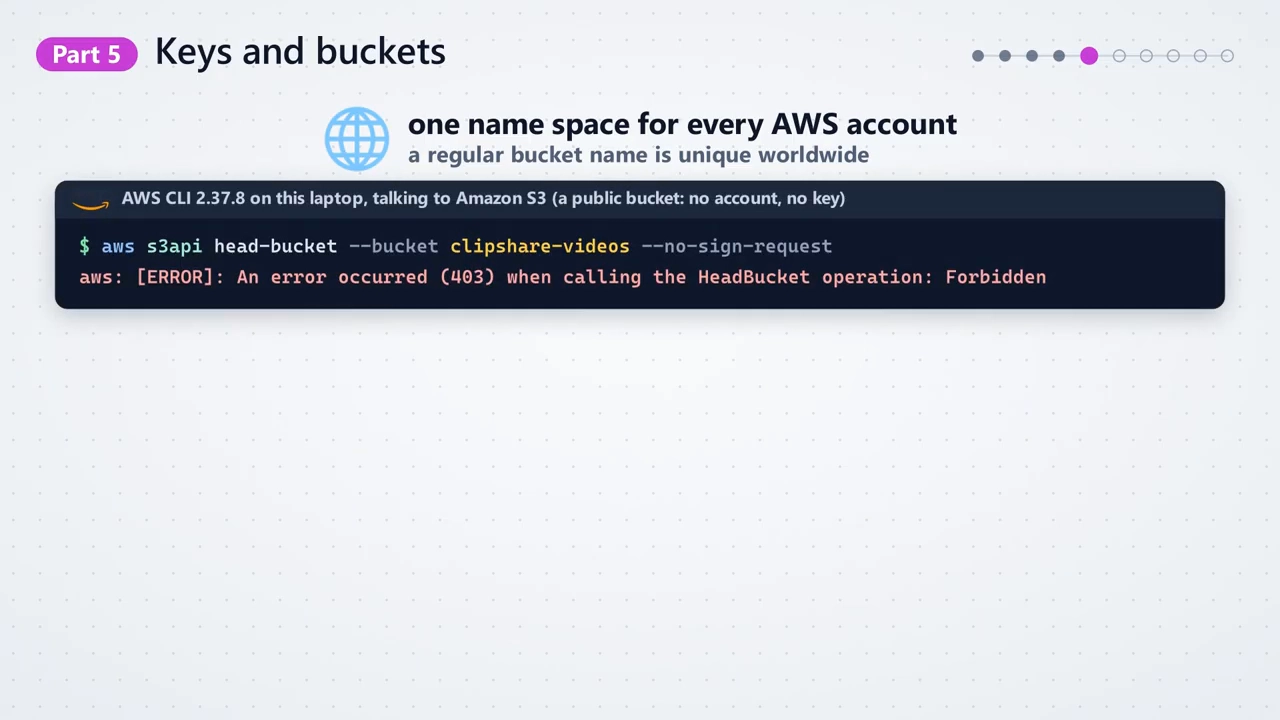 Part 5 Keys and buckets
one name space for every AWS account
a regular bucket name is unique worldwide
AWS CLI 2.37.8 on this laptop, talking to Amazon S3 (a public bucket: no account, no key)
$ aws s3api head-bucket --bucket clipshare-videos --no-sign-request
aws: [ERROR]: An error occurred (403) when calling the HeadBucket operation: Forbidden